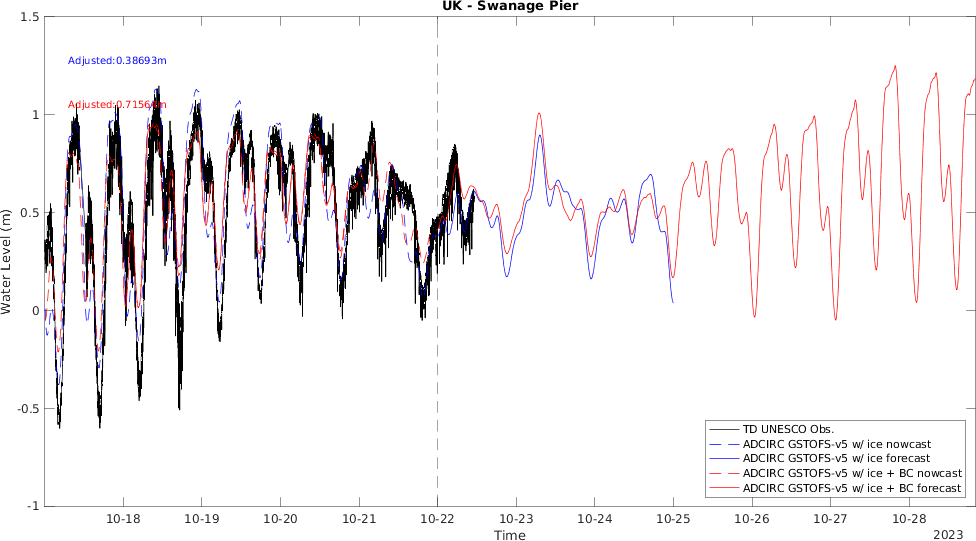 UK - Swanage Pier
Adjusted:0.38693m
Adjusted:0.7156
1.5
1
0.5
0
-0.5
-1
Water Level (m)
10-18
10-19
10-20
10-21
10-22
10-23
10-24
10-25
10-26
10-27
10-28
Time
2023
TD UNESCO Obs.
ADCIRC GSTOFS-v5 w/ ice nowcast
ADCIRC GSTOFS-v5 w/ ice forecast
ADCIRC GSTOFS-v5 w/ ice + BC nowcast
ADCIRC GSTOFS-v5 w/ ice + BC forecast